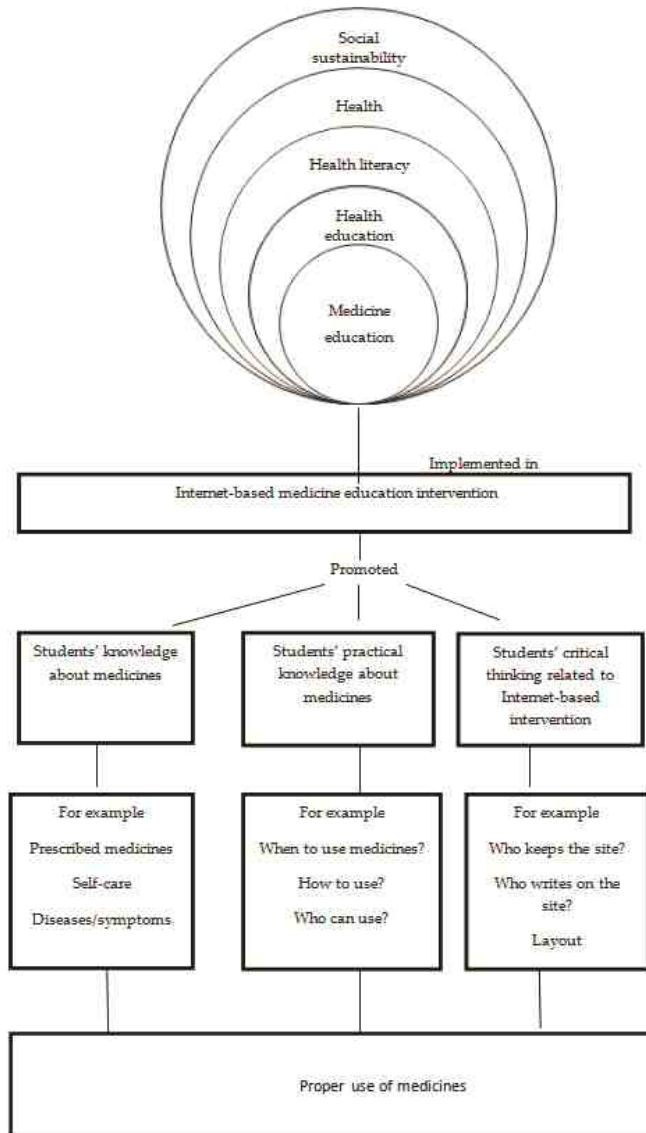 Social
sustainability
Health
Health literacy
Health
education
Medicine
education
Implemented in
Internet-based medicine education intervention
Promoted
Students' knowledge
about medicines
Students' practical
knowledge about
medicines
Students' critical
thinking related to
Internet-based
intervention
For example
Prescribed medicines
Self-care
Diseases/symptoms
For example
When to use medicines?
How to use?
Who can use?
For example
Who keeps the site?
Who writes on the
site?
Layout
Proper use of medicines